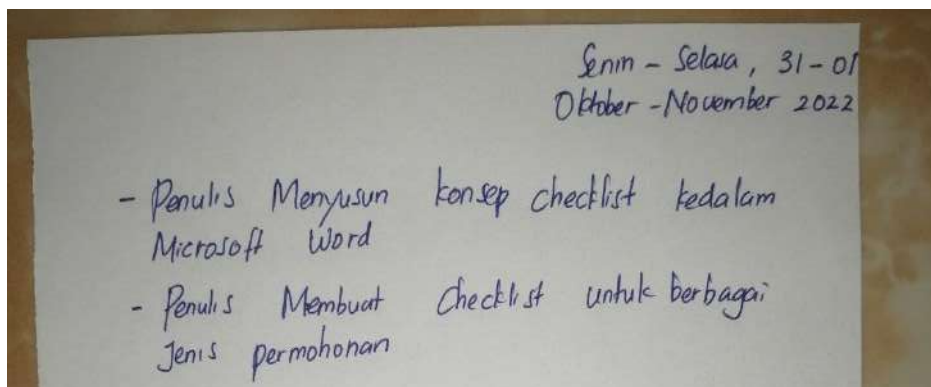 Senin - Selasa, 31-01
Oktober - November 2022
- Penulis Menyusun konsep checklist kedalam
Microsoft Word
- Penulis Membuat Checklist untuk berbagai
Jenis permohonan